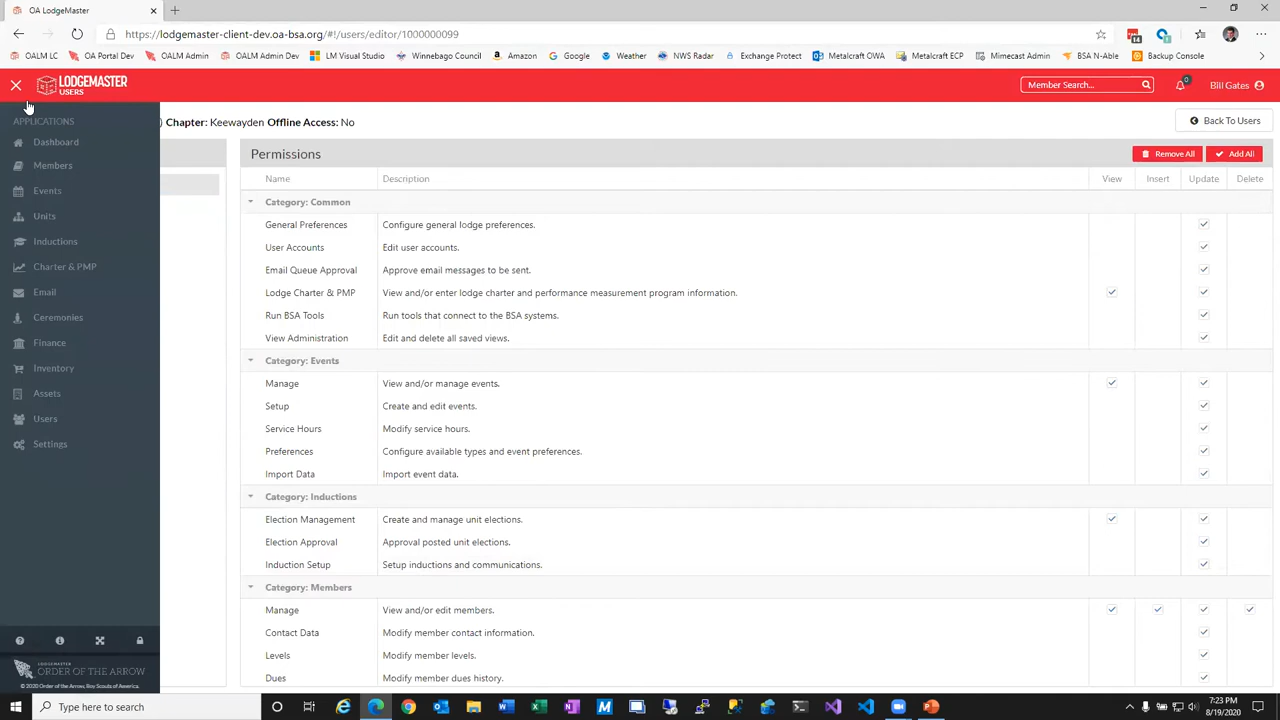 OA LodgeMaster
https://lodgemaster-client-dev.oa-bsa.org/#!/users/editor/1000000099
OALM LC OA Portal Dev OALM Admin OALM Admin Dev LM Visual Studio Winnebago Council Amazon Google Weather NWS Radar Exchange Protect Metalcraft OWA Metalcraft ECP Mimecast Admin BSA N-Able Backup Console
LODGEMASTER
USERS
Member Search...
0
Bill Gates
APPLICATIONS
) Chapter: Keewayden Offline Access: No
Back To Users
Dashboard
Members
Events
Units
Inductions
Charter & PMP
Email
Ceremonies
Finance
Inventory
Assets
Users
Settings
LODGEMASTER
ORDER OF THE ARROW
© 2020 Order of the Arrow, Boy Scouts of America.
Permissions
Remove All Add All
Name Description View Insert Update Delete
Category: Common
General Preferences Configure general lodge preferences.
User Accounts Edit user accounts.
Email Queue Approval Approve email messages to be sent.
Lodge Charter & PMP View and/or enter lodge charter and performance measurement program information.
Run BSA Tools Run tools that connect to the BSA systems.
View Administration Edit and delete all saved views.
Category: Events
Manage View and/or manage events.
Setup Create and edit events.
Service Hours Modify service hours.
Preferences Configure available types and event preferences.
Import Data Import event data.
Category: Inductions
Election Management Create and manage unit elections.
Election Approval Approval posted unit elections.
Induction Setup Setup inductions and communications.
Category: Members
Manage View and/or edit members.
Contact Data Modify member contact information.
Levels Modify member levels.
Dues Modify member dues history.
Type here to search
7:23 PM
8/19/2020